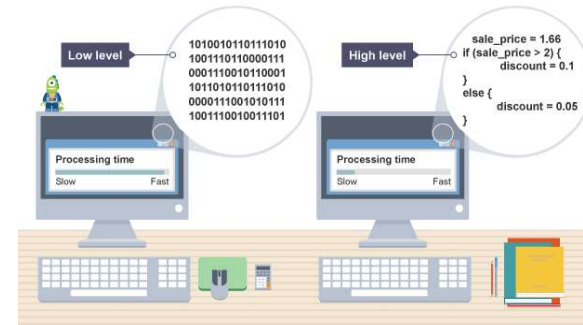 Low level
1010010110111010
1001110110000111
0001110010110001
1011010110111010
0000111001010111
1001110010011101
Processing time
Slow Fast
High level
sale_price = 1.66
if (sale_price > 2) {
discount = 0.1
}
else {
discount = 0.05
}
Processing time
Slow Fast